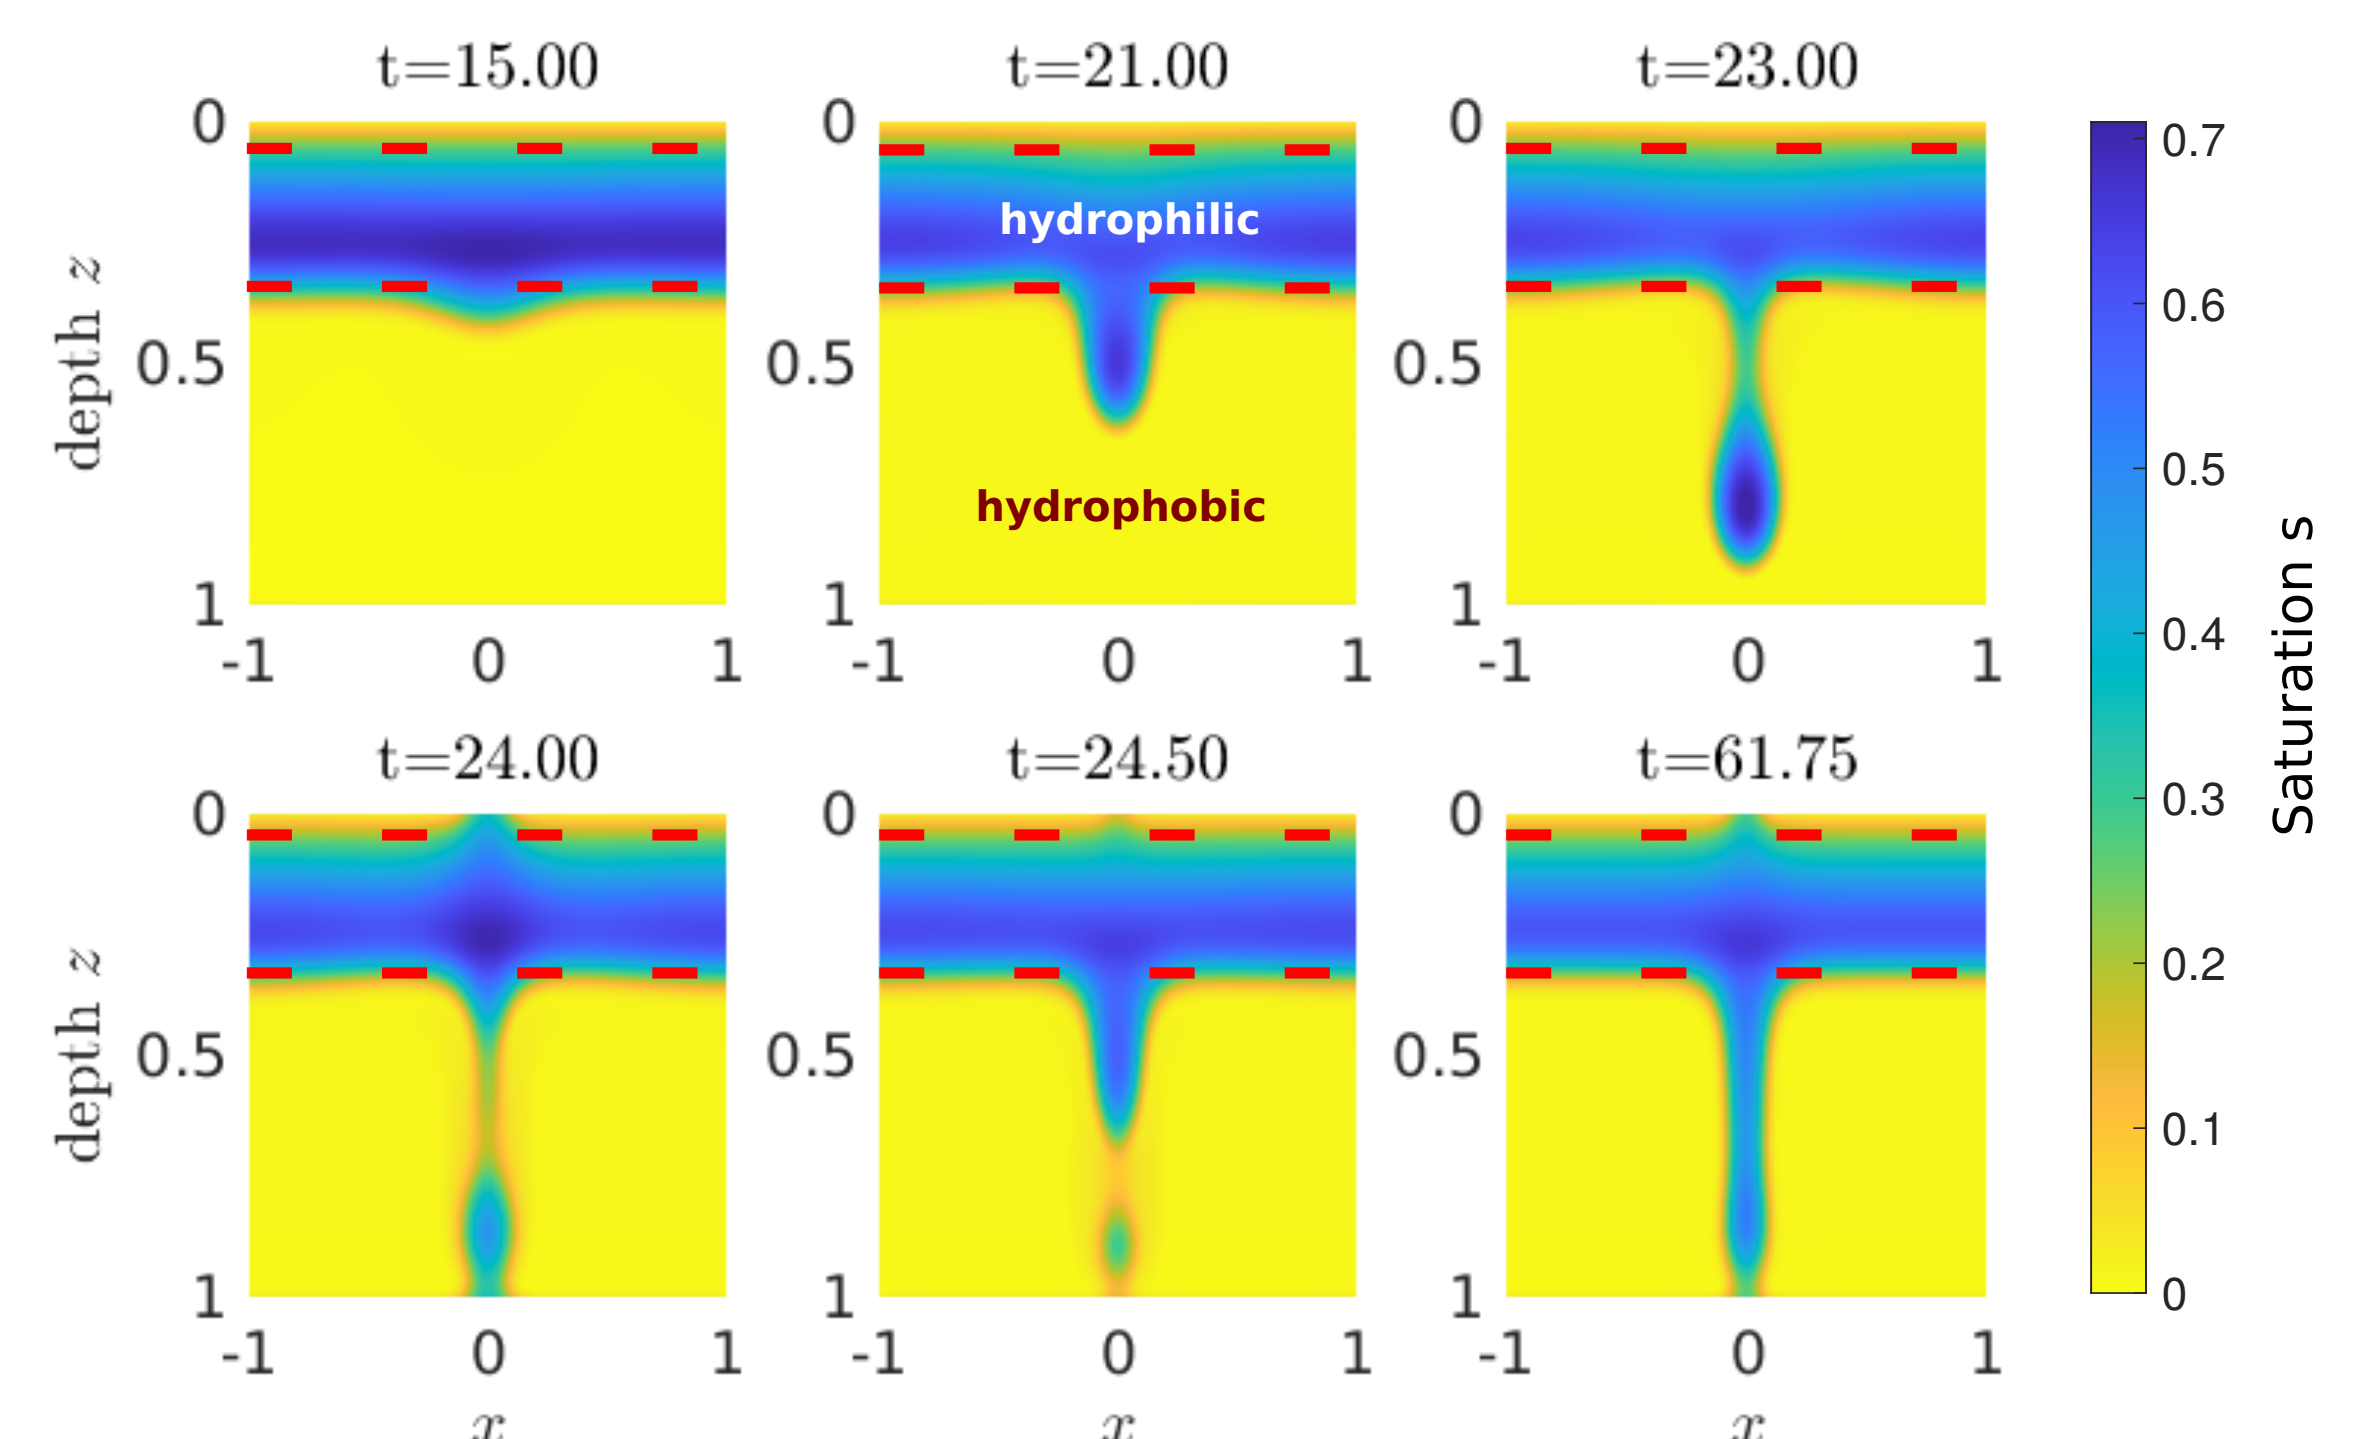 t=15.00 t=21.00 t=23.00
0 0 0 0.7
hydrophilic
0.6
depth z 0.5 0.5 0.5
0.5
hydrophobic
1 1 1
0.4
-1 0 1 -1 0 1 -1 0 1
Saturation s
t=24.00 t=24.50 t=61.75
0 0 0 0.3
0.2
depth z 0.5 0.5 0.5
0.1
1 1 1 0
-1 0 1 -1 0 1 -1 0 1
x x x